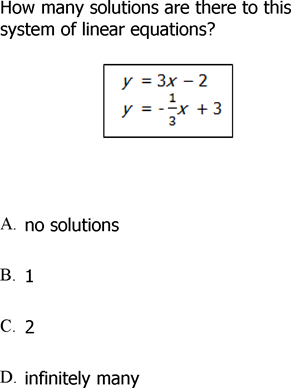 How many solutions are there to this
system of linear equations?
y = 3x − 2
y = -1/3x + 3
A. no solutions
B. 1
C. 2
D. infinitely many